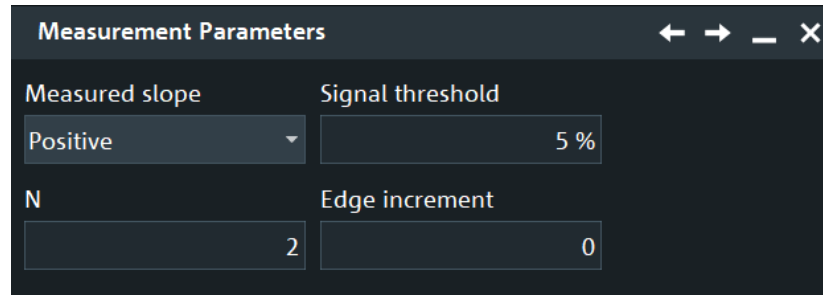 Measurement Parameters
Measured slope Signal threshold
Positive 5 %
N Edge increment
2 0